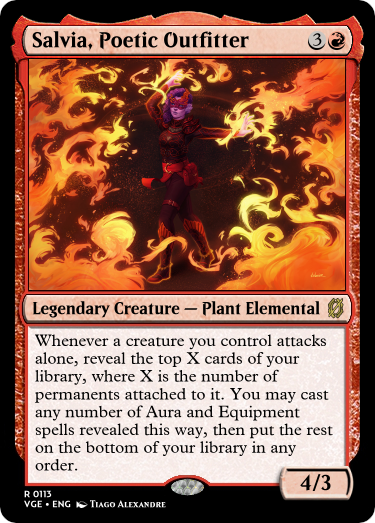 Salvia, Poetic Outfitter 3
Legendary Creature — Plant Elemental
Whenever a creature you control attacks
alone, reveal the top X cards of your
library, where X is the number of
permanents attached to it. You may cast
any number of Aura and Equipment
spells revealed this way, then put the rest
on the bottom of your library in any
order.
4/3
R 0113
VGE • ENG Tiago Alexandre